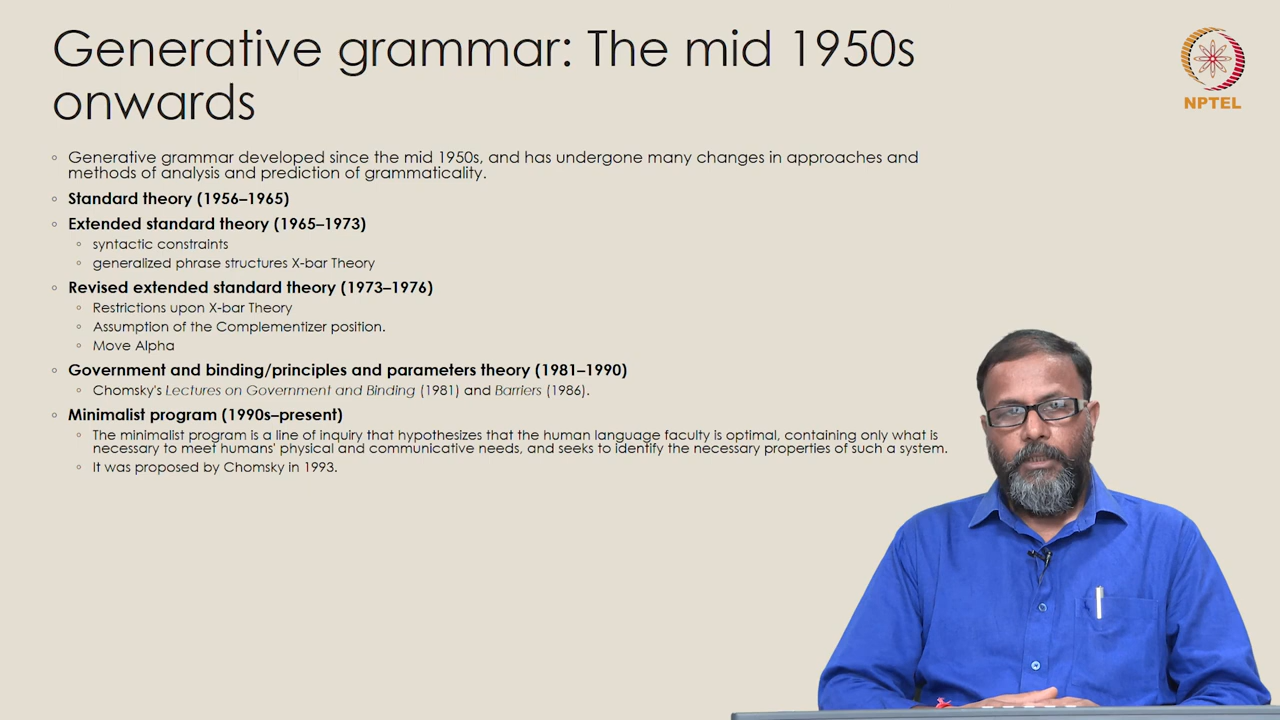 Generative grammar: The mid 1950s
onwards
NPTEL
◦ Generative grammar developed since the mid 1950s, and has undergone many changes in approaches and
methods of analysis and prediction of grammaticality.
◦ Standard theory (1956–1965)
◦ Extended standard theory (1965–1973)
◦ syntactic constraints
◦ generalized phrase structures X-bar Theory
◦ Revised extended standard theory (1973–1976)
◦ Restrictions upon X-bar Theory
◦ Assumption of the Complementizer position.
◦ Move Alpha
◦ Government and binding/principles and parameters theory (1981–1990)
◦ Chomsky's Lectures on Government and Binding (1981) and Barriers (1986).
◦ Minimalist program (1990s–present)
◦ The minimalist program is a line of inquiry that hypothesizes that the human language faculty is optimal, containing only what is
necessary to meet humans' physical and communicative needs, and seeks to identify the necessary properties of such a system.
◦ It was proposed by Chomsky in 1993.